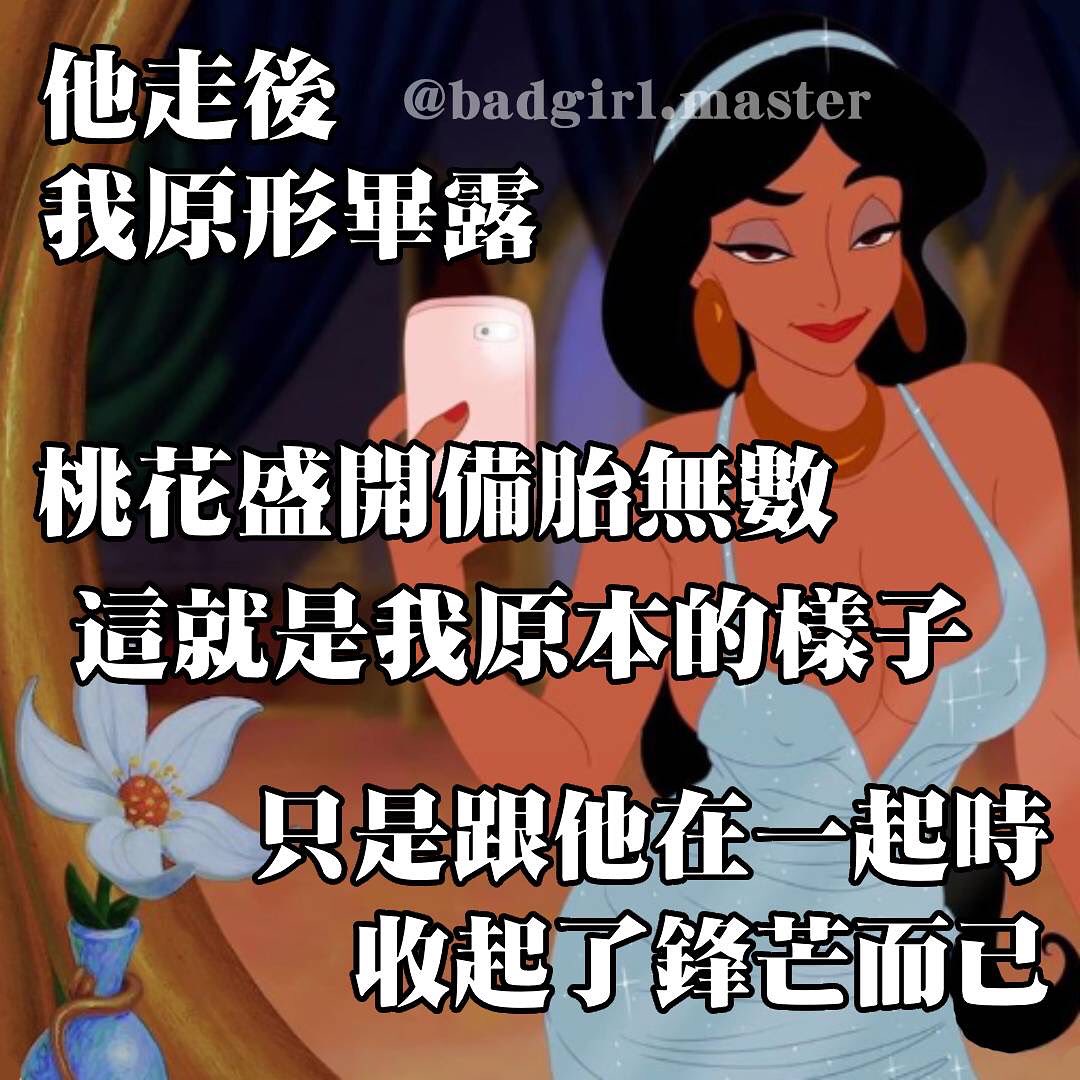 他走後
@badgirl.master
我原形畢露
桃花盛開備胎無數
這就是我原本的樣子
只是跟他在一起時
收起了鋒芒而已